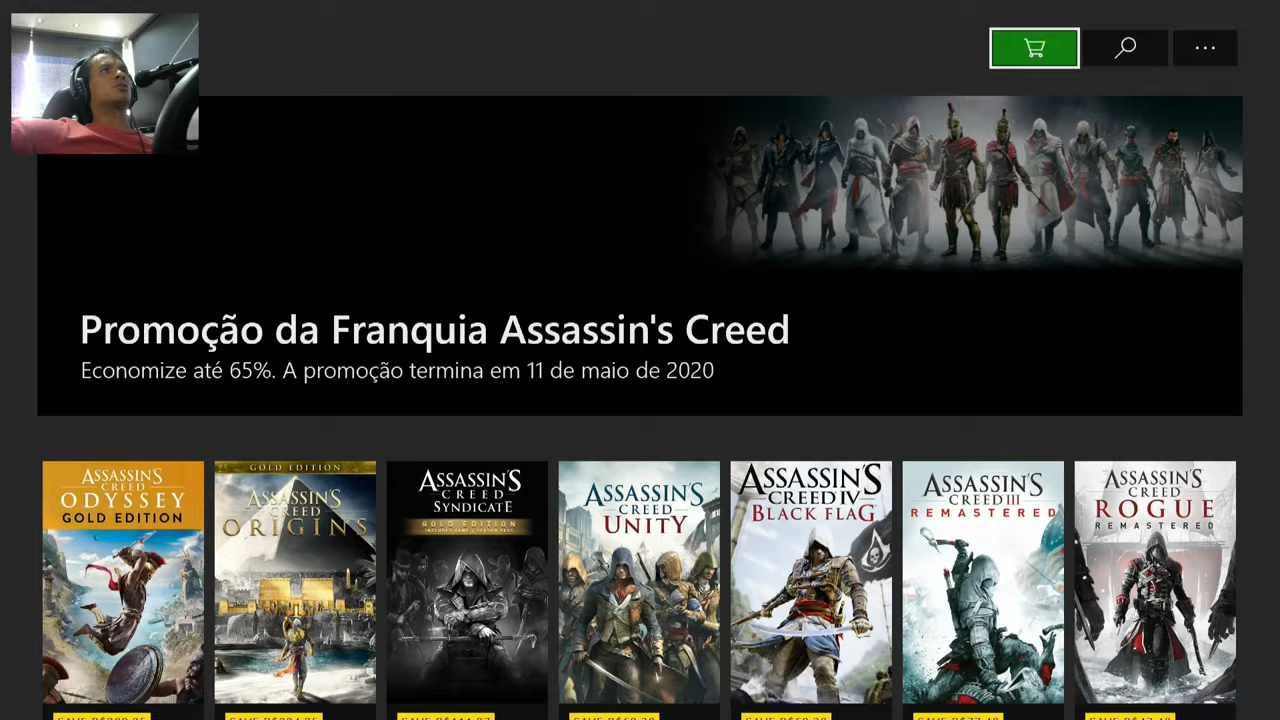 Promoção da Franquia Assassin's Creed
Economize até 65%. A promoção termina em 11 de maio de 2020
ASSASSIN'S
CREED
ODYSSEY
GOLD EDITION
GOLD EDITION
ASSASSIN'S
CREED
ORIGINS
ASSASSIN'S
CREED
SYNDICATE
GOLD EDITION
ASSASSIN'S
CREED
UNITY
ASSASSIN'S
CREED IV
BLACK FLAG
ASSASSIN'S
CREED III
REMASTERED
ASSASSIN'S
CREED
ROGUE
REMASTERED